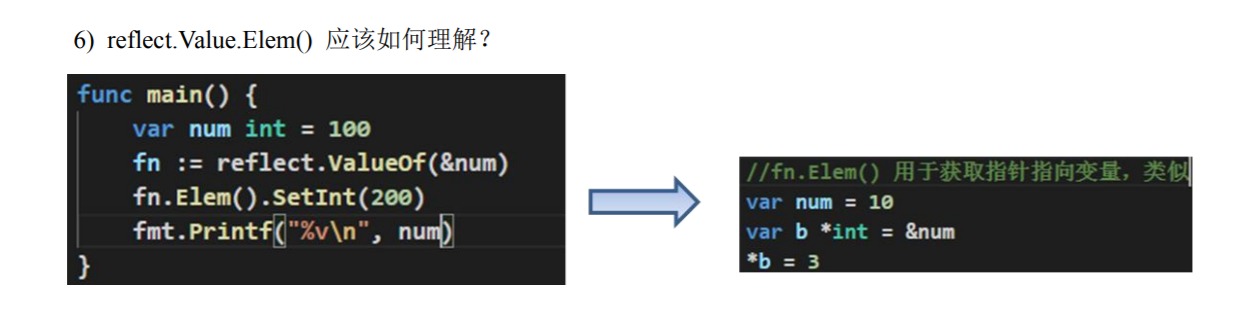 6) reflect.Value.Elem() 应该如何理解?
func main() {
var num int = 100
fn := reflect.ValueOf(&num)
fn.Elem().SetInt(200)
fmt.Printf("%v\n", num)
}
//fn.Elem() 用于获取指针指向变量，类似
var num = 10
var b *int = &num
*b = 3